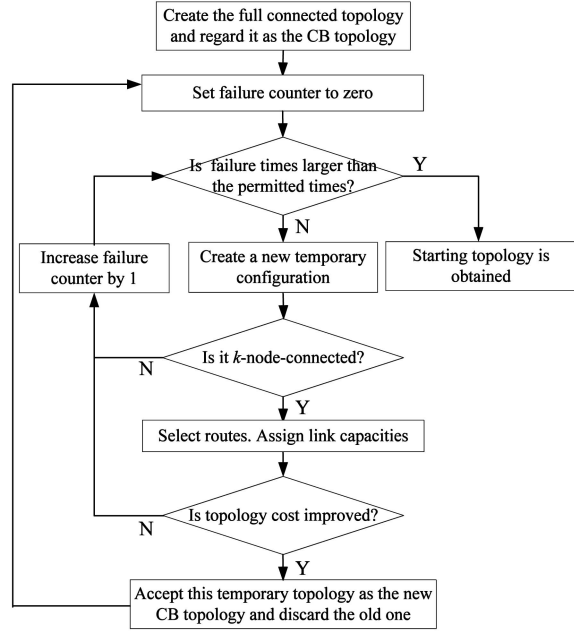 Create the full connected topology
and regard it as the CB topology
Set failure counter to zero
Is failure times larger than
the permitted times?
Y
N
Increase failure
counter by 1
Create a new temporary
configuration
Starting topology is
obtained
Is it k-node-connected?
N
Y
Select routes. Assign link capacities
Is topology cost improved?
N
Y
Accept this temporary topology as the new
CB topology and discard the old one